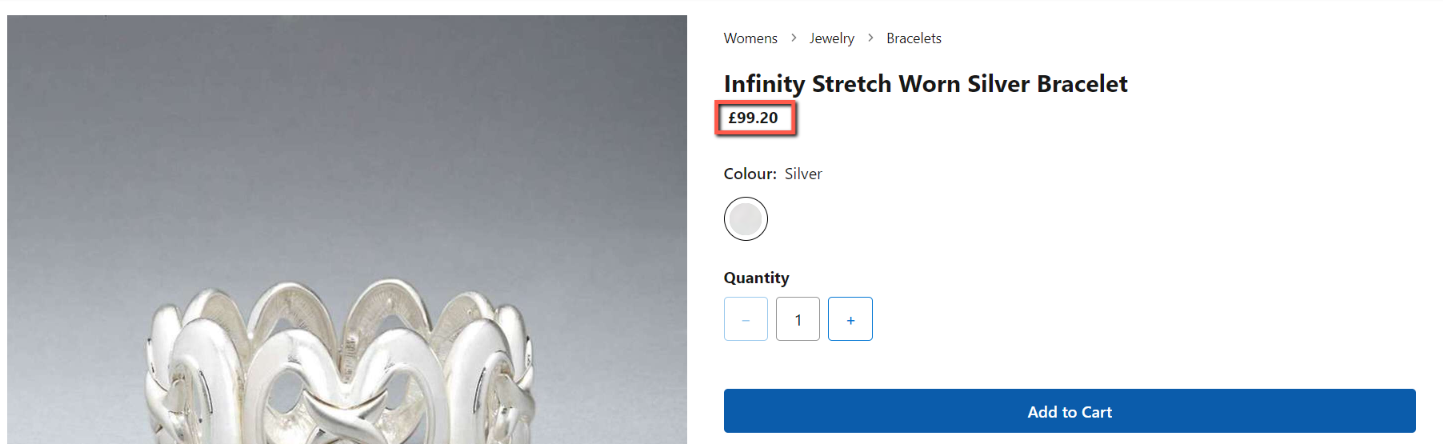 Womens > Jewelry > Bracelets
Infinity Stretch Worn Silver Bracelet
£99.20
Colour: Silver
Quantity
− 1 +
Add to Cart